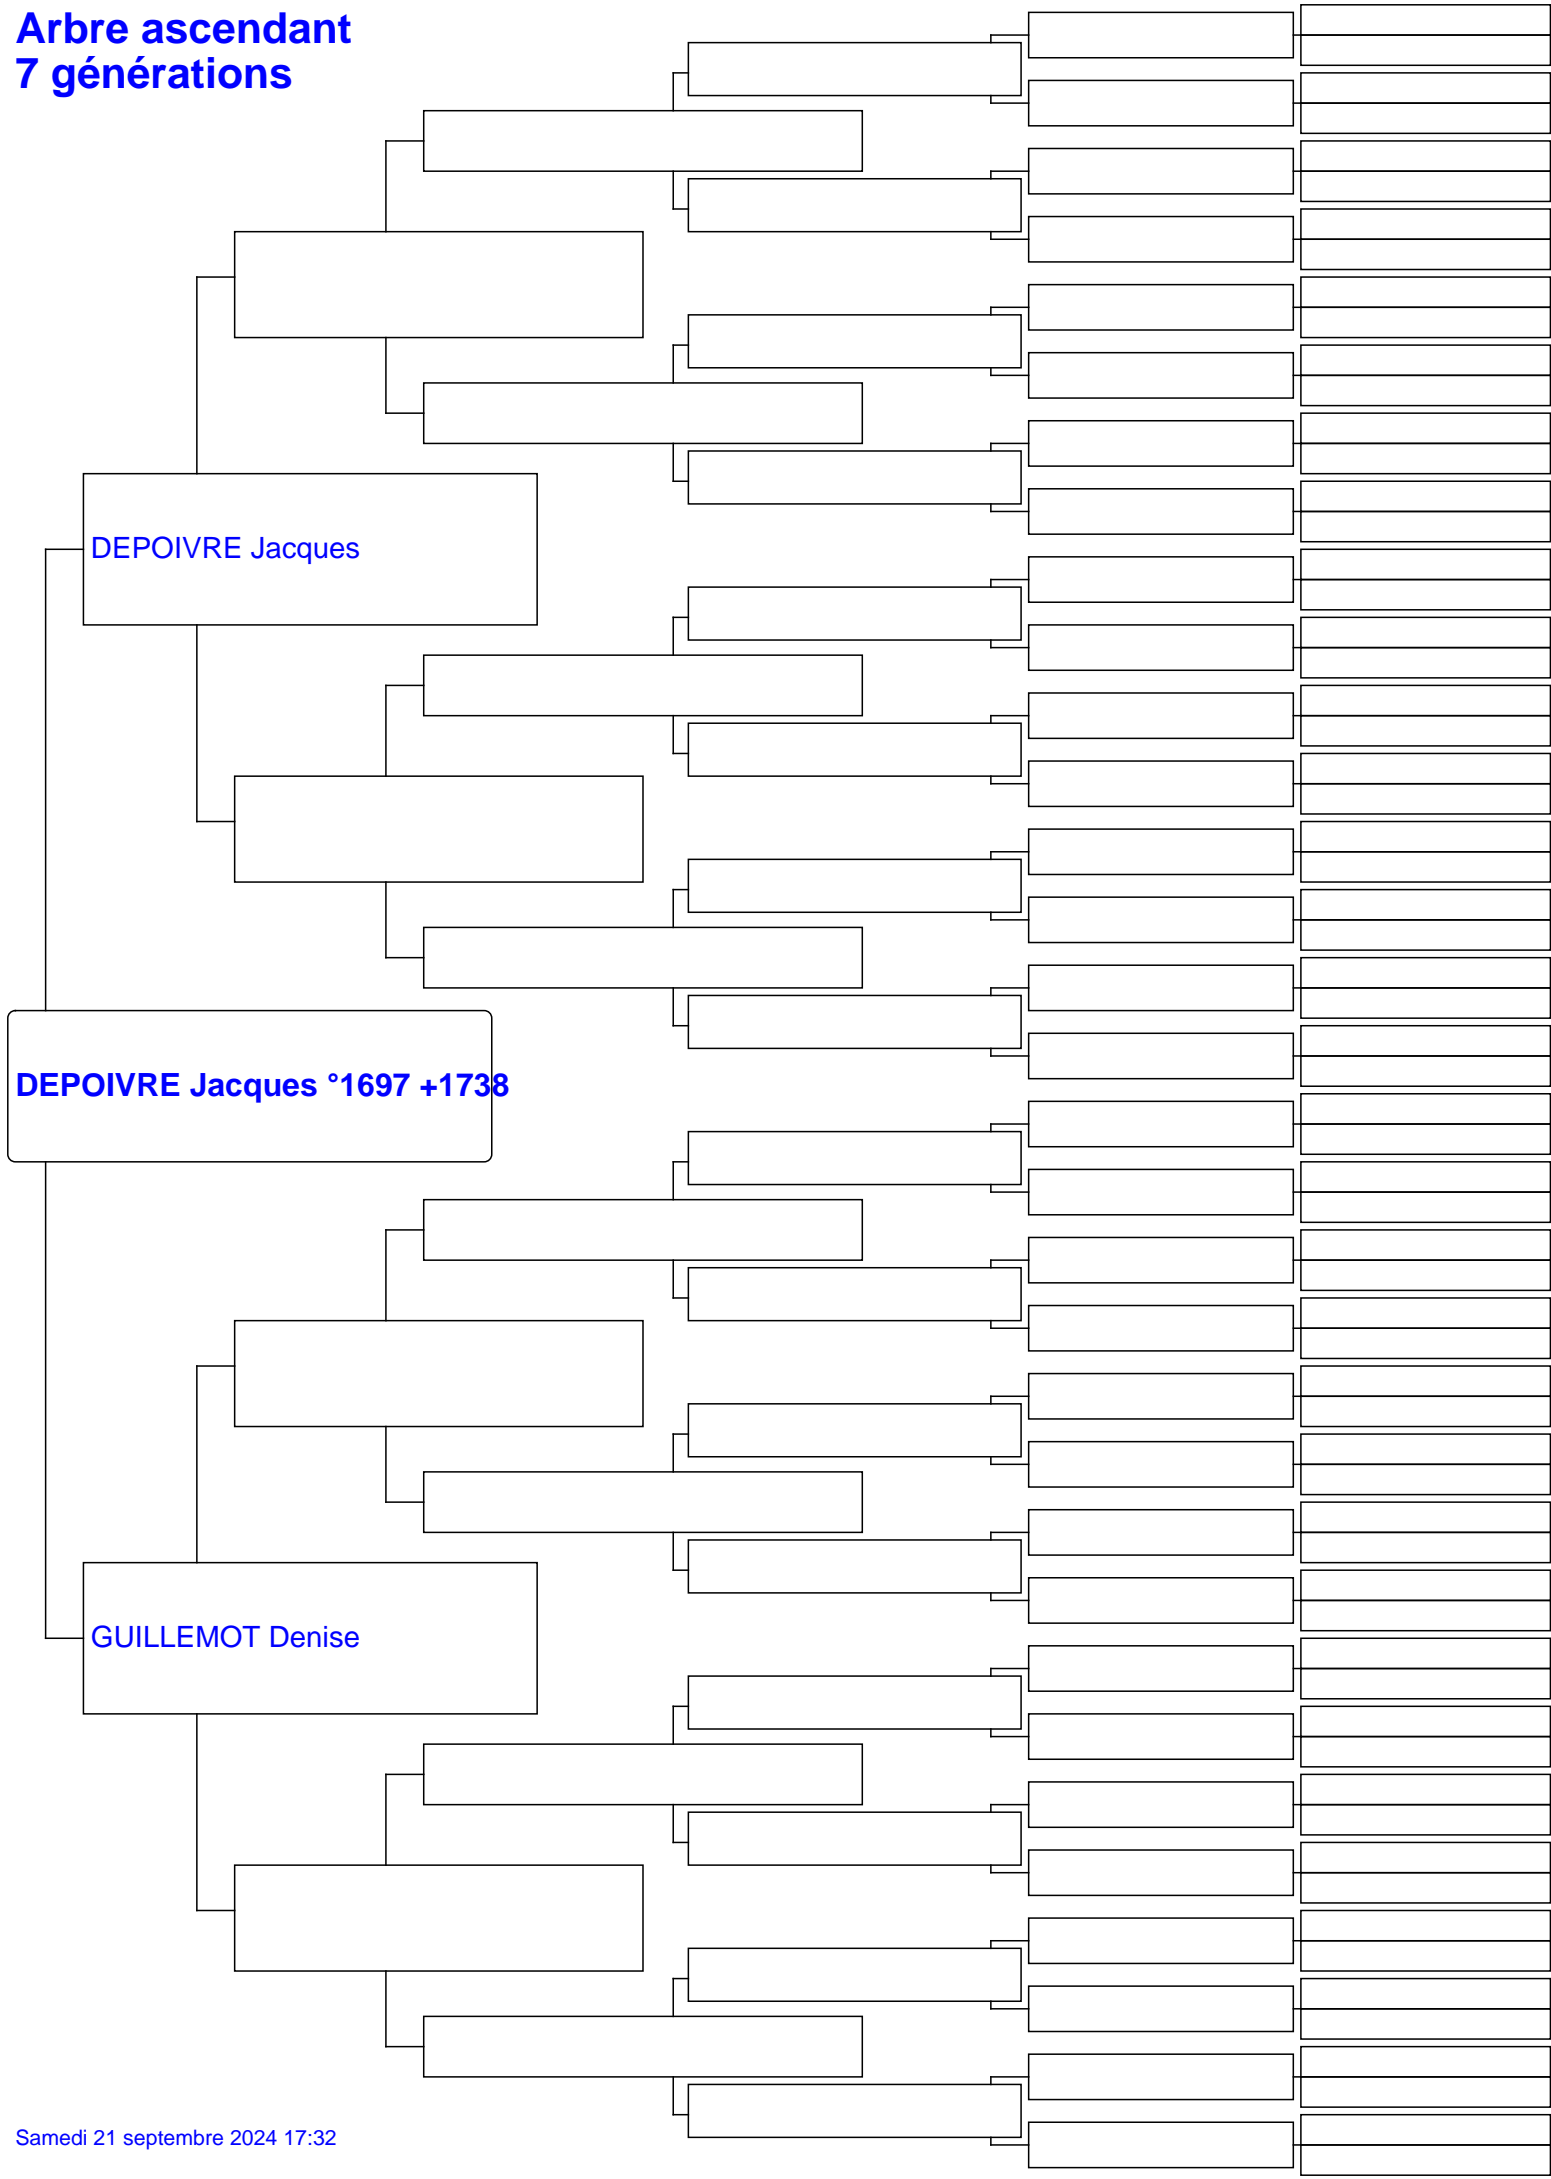 Arbre ascendant
7 générations
DEPOIVRE Jacques
DEPOIVRE Jacques °1697 +1738
GUILLEMOT Denise
Samedi 21 septembre 2024 17:32